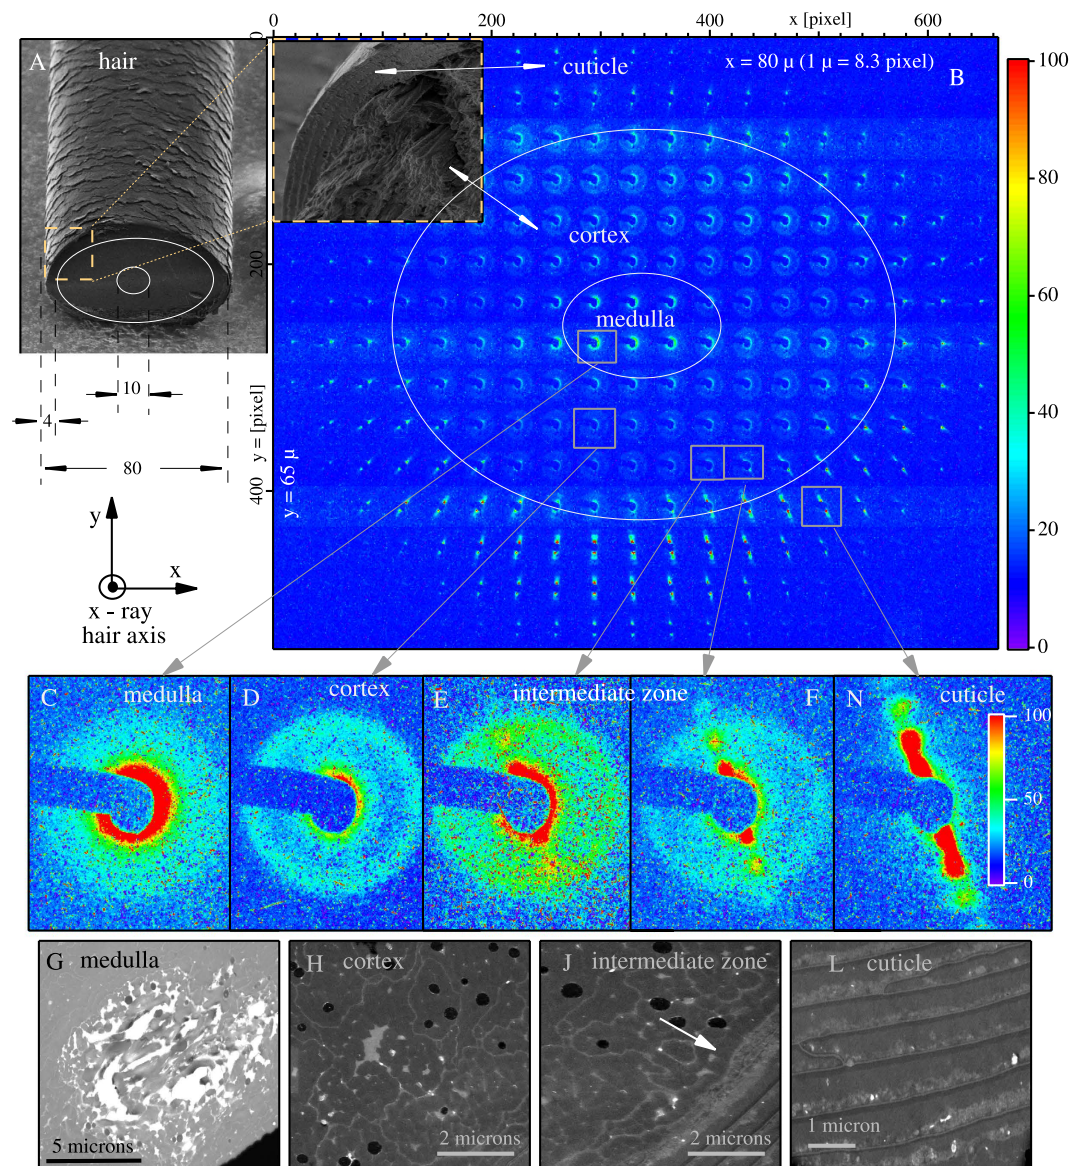 0
200
400
x [pixel]
600
A
hair
cuticle
x = 80 μ (1 μ = 8.3 pixel)
B
100
80
60
40
20
0
cortex
medulla
0
200
400
y = [pixel]
y = 65 μ
10
4
80
y
x
x - ray
hair axis
C
medulla
D
cortex
E
intermediate zone
F
N
cuticle
100
50
0
G
medulla
5 microns
H
cortex
2 microns
J
intermediate zone
2 microns
L
cuticle
1 micron